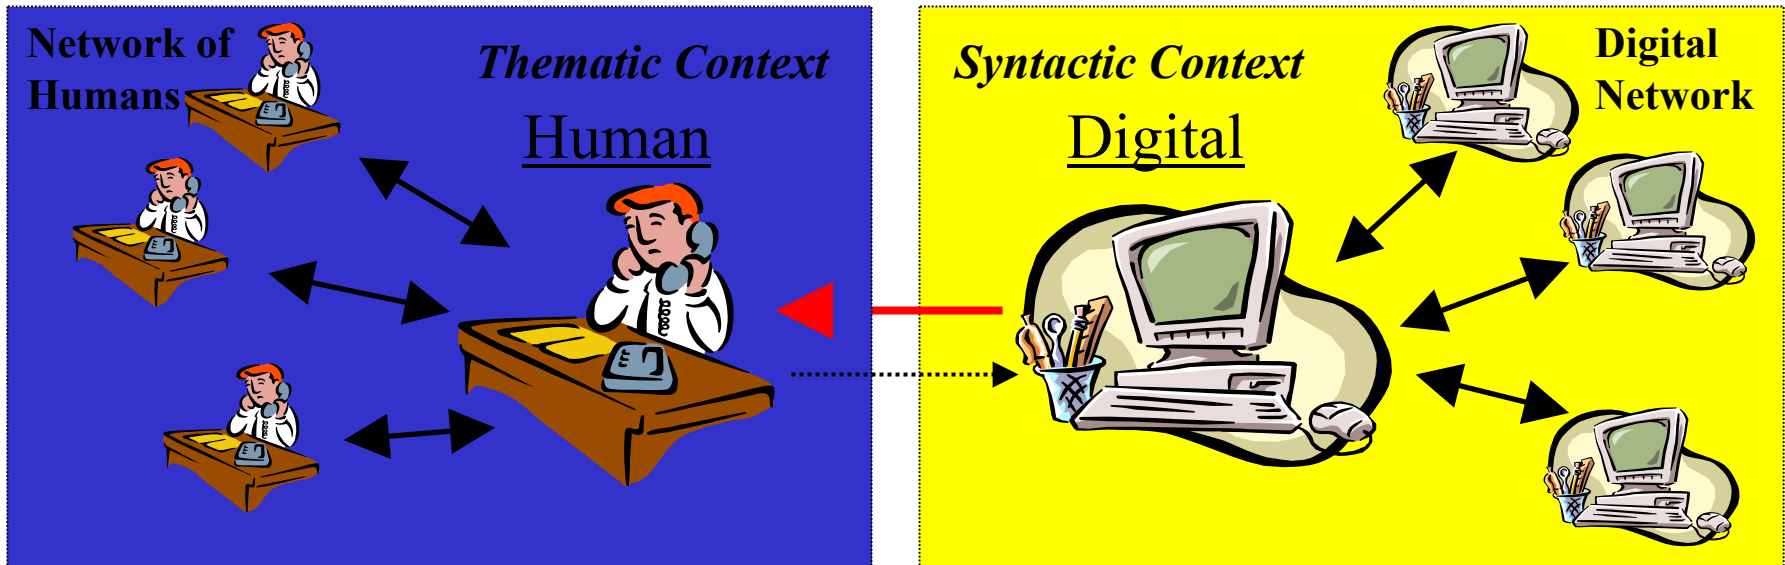 Network of
Humans
Thematic Context
Human
Syntactic Context
Digital
Digital
Network